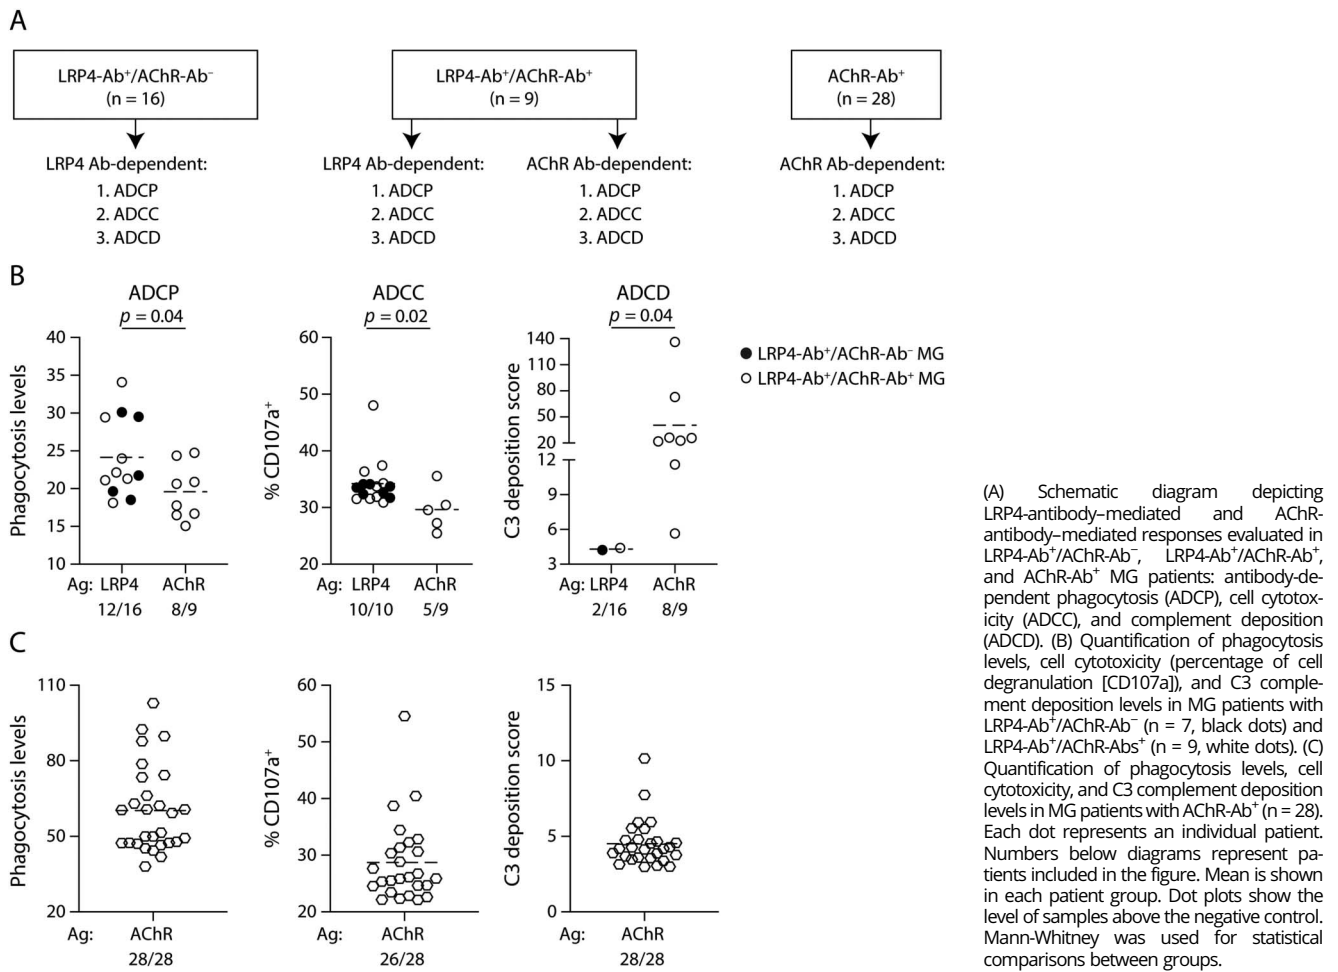 A
LRP4-Ab⁺/AChR-Ab⁻
(n = 16)
LRP4-Ab⁺/AChR-Ab⁺
(n = 9)
AChR-Ab⁺
(n = 28)
LRP4 Ab-dependent:
1. ADCP
2. ADCC
3. ADCD
LRP4 Ab-dependent:
1. ADCP
2. ADCC
3. ADCD
AChR Ab-dependent:
1. ADCP
2. ADCC
3. ADCD
AChR Ab-dependent:
1. ADCP
2. ADCC
3. ADCD
B
ADCP
p = 0.04
Phagocytosis levels
40
35
30
25
20
15
10
Ag: LRP4 AChR
12/16 8/9
ADCC
p = 0.02
% CD107a⁺
60
50
40
30
20
Ag: LRP4 AChR
10/10 5/9
ADCD
p = 0.04
C3 deposition score
140
110
80
50
20
12
9
6
3
Ag: LRP4 AChR
2/16 8/9
LRP4-Ab⁺/AChR-Ab⁻ MG
LRP4-Ab⁺/AChR-Ab⁺ MG
C
Phagocytosis levels
110
80
50
20
Ag: AChR
28/28
% CD107a⁺
60
50
40
30
20
Ag: AChR
26/28
C3 deposition score
15
10
5
0
Ag: AChR
28/28
(A) Schematic diagram depicting
LRP4-antibody–mediated and AChR-
antibody–mediated responses evaluated in
LRP4-Ab⁺/AChR-Ab⁻, LRP4-Ab⁺/AChR-Ab⁺,
and AChR-Ab⁺ MG patients: antibody-de-
pendent phagocytosis (ADCP), cell cytotox-
icity (ADCC), and complement deposition
(ADCD). (B) Quantification of phagocytosis
levels, cell cytotoxicity (percentage of cell
degranulation [CD107a]), and C3 comple-
ment deposition levels in MG patients with
LRP4-Ab⁺/AChR-Ab⁻ (n = 7, black dots) and
LRP4-Ab⁺/AChR-Abs⁺ (n = 9, white dots). (C)
Quantification of phagocytosis levels, cell
cytotoxicity, and C3 complement deposition
levels in MG patients with AChR-Ab⁺ (n = 28).
Each dot represents an individual patient.
Numbers below diagrams represent pa-
tients included in the figure. Mean is shown
in each patient group. Dot plots show the
level of samples above the negative control.
Mann-Whitney was used for statistical
comparisons between groups.